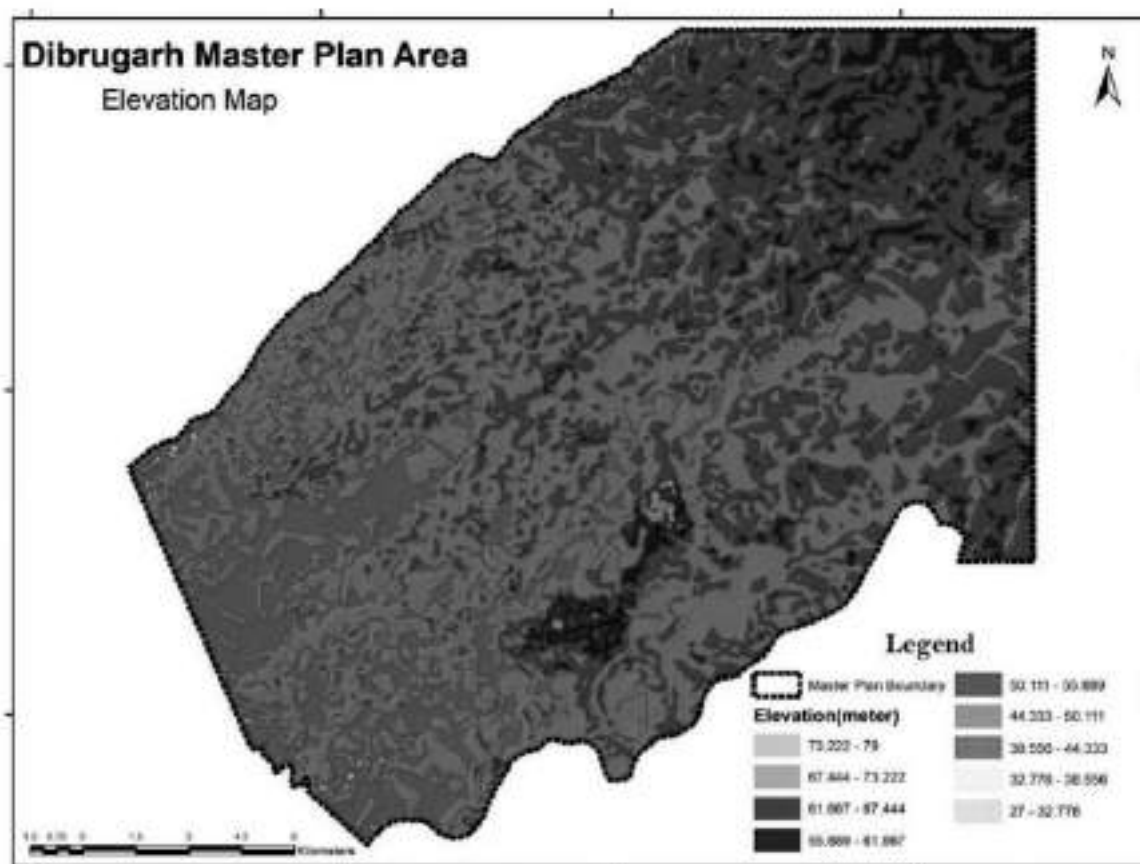 Dibrugarh Master Plan Area
Elevation Map
N
Legend
Master Plan Boundary
Elevation(meter)
73.222 - 79
67.444 - 73.222
61.667 - 67.444
55.889 - 61.667
50.111 - 55.889
44.333 - 50.111
38.556 - 44.333
32.778 - 38.556
27 - 32.778
Kilometers